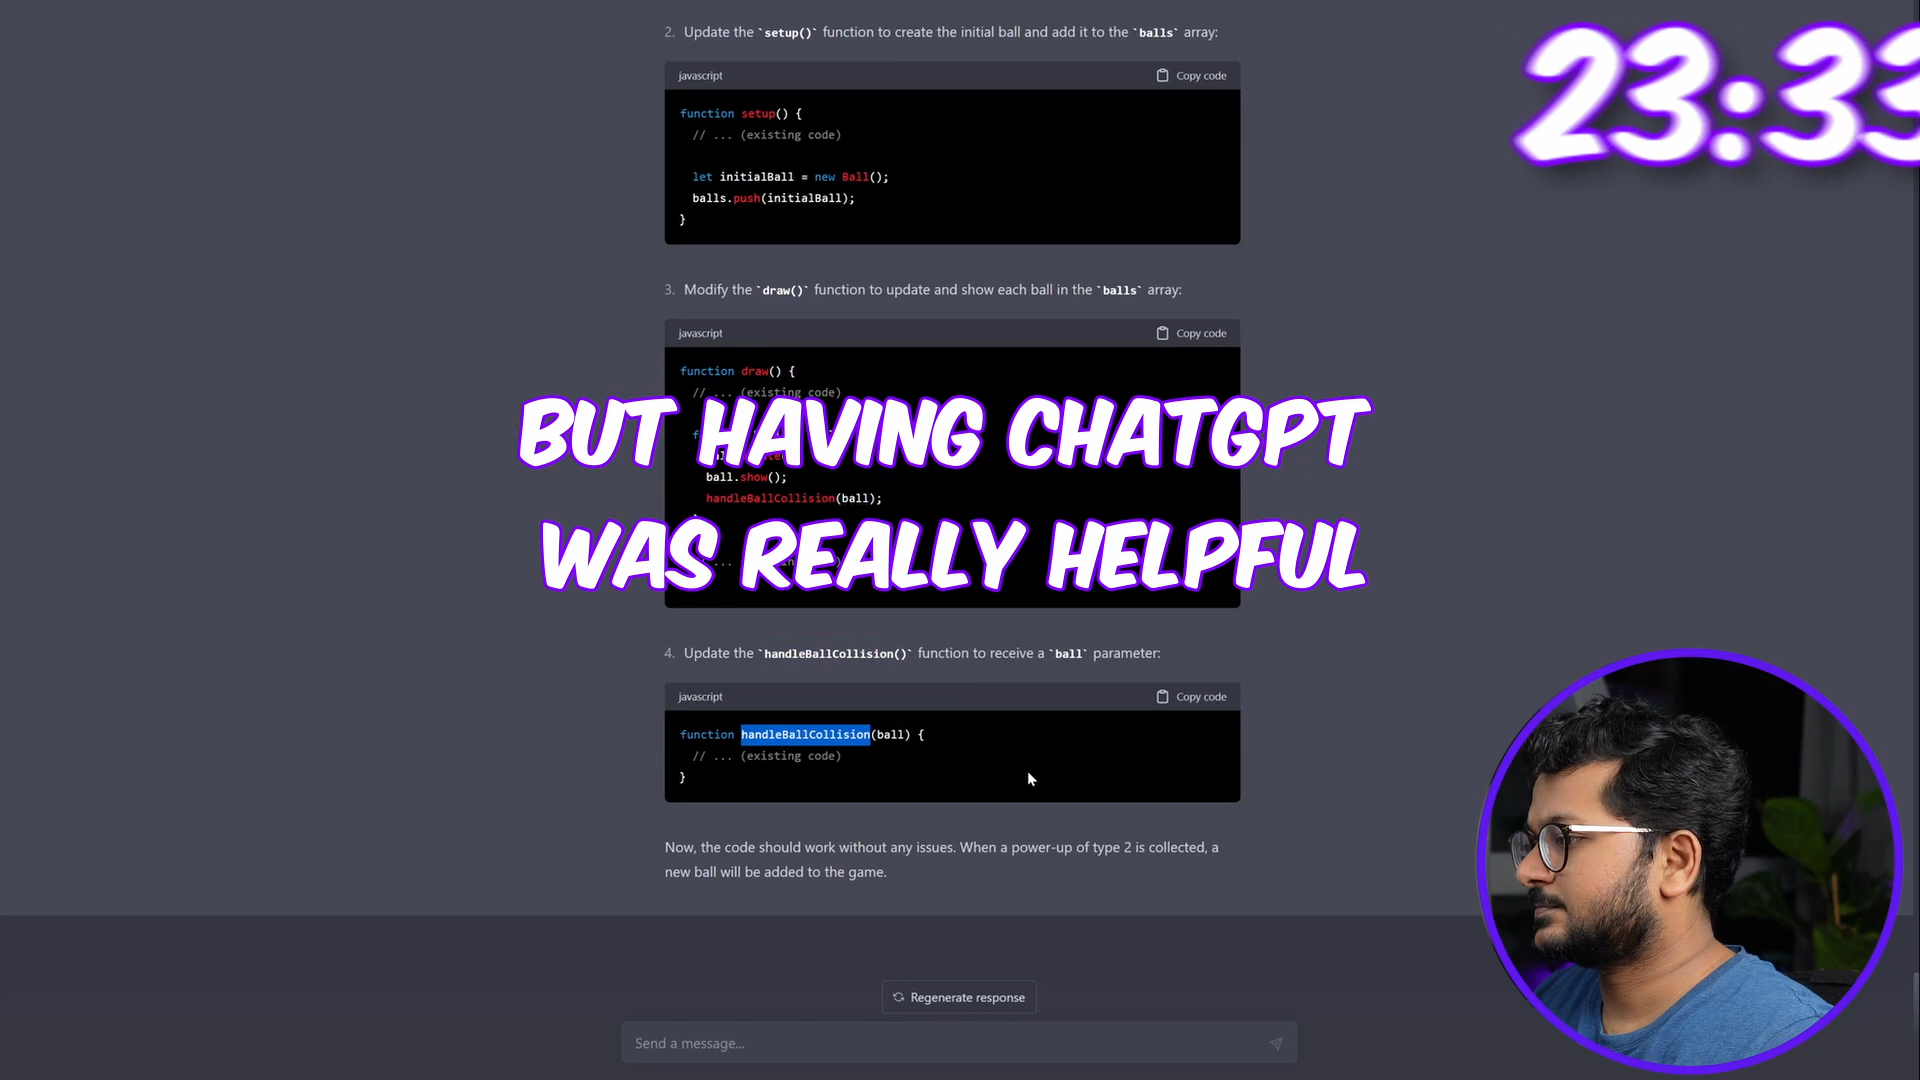 2. Update the `setup()` function to create the initial ball and add it to the `balls` array:
23:33
javascript
Copy code
function setup() {
// ... (existing code)
let initialBall = new Ball();
balls.push(initialBall);
}
3. Modify the `draw()` function to update and show each ball in the `balls` array:
javascript
Copy code
function draw() {
// ... (existing code)
BUT HAVING CHATGPT
ball.show();
handleBallCollision(ball);
WAS REALLY HELPFUL
4. Update the `handleBallCollision()` function to receive a `ball` parameter:
javascript
Copy code
function handleBallCollision(ball) {
// ... (existing code)
}
Now, the code should work without any issues. When a power-up of type 2 is collected, a
new ball will be added to the game.
Regenerate response
Send a message...